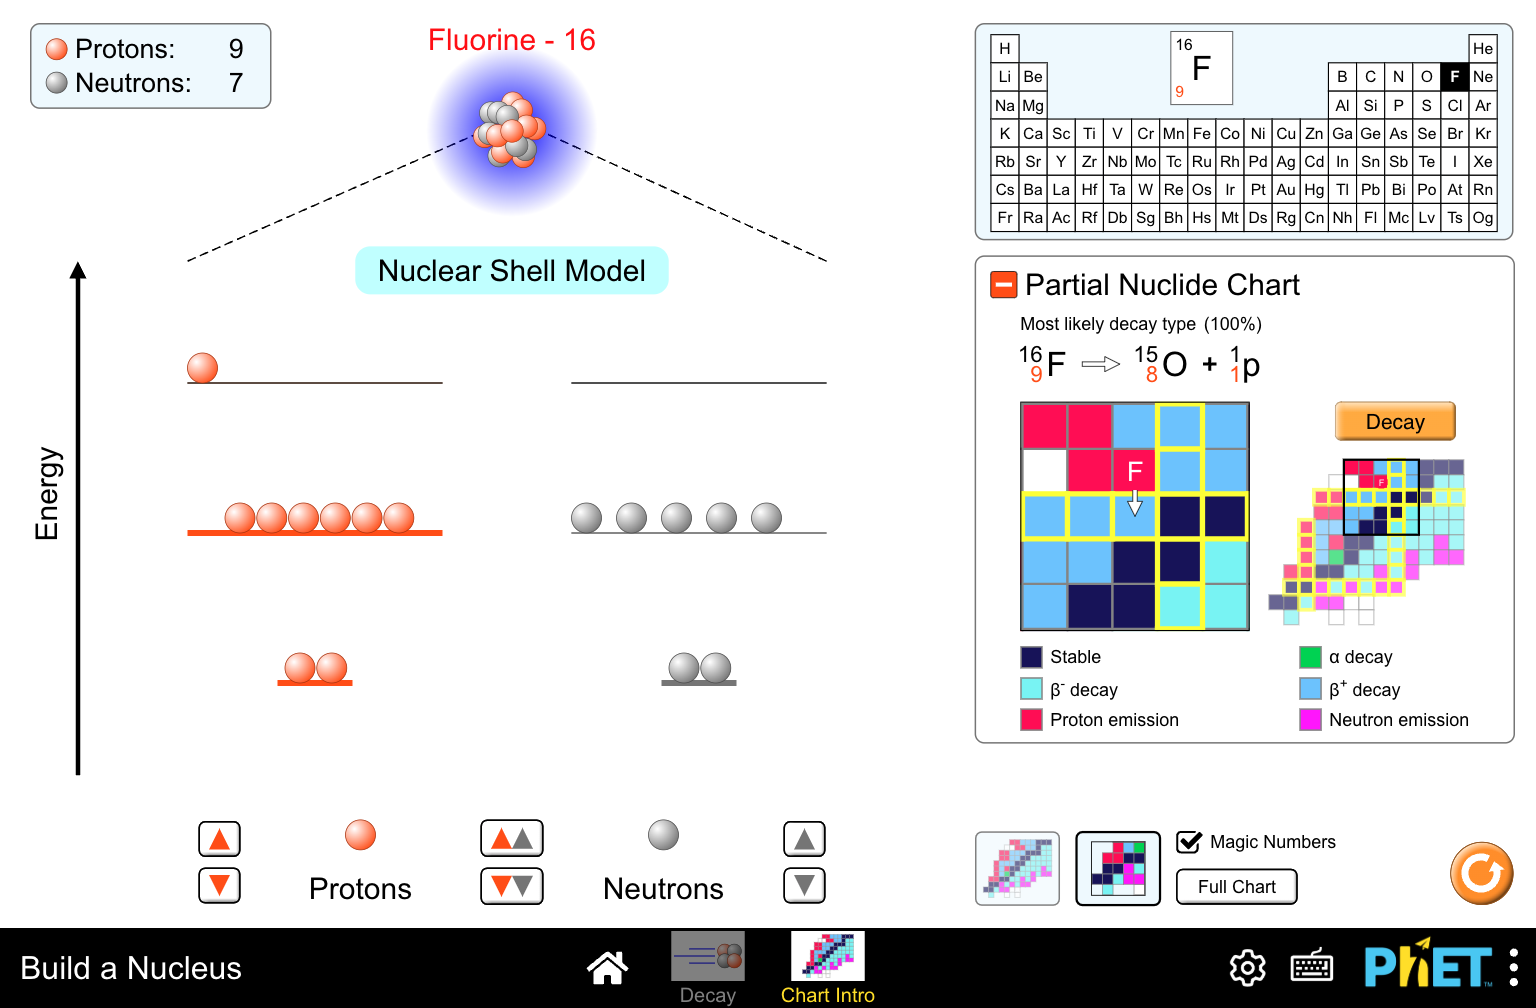 Protons: 9
Neutrons: 7
Fluorine - 16
Nuclear Shell Model
Energy
Protons
Neutrons
16
F
9
H He
Li Be B C N O F Ne
Na Mg Al Si P S Cl Ar
K Ca Sc Ti V Cr Mn Fe Co Ni Cu Zn Ga Ge As Se Br Kr
Rb Sr Y Zr Nb Mo Tc Ru Rh Pd Ag Cd In Sn Sb Te I Xe
Cs Ba La Hf Ta W Re Os Ir Pt Au Hg Tl Pb Bi Po At Rn
Fr Ra Ac Rf Db Sg Bh Hs Mt Ds Rg Cn Nh Fl Mc Lv Ts Og
Partial Nuclide Chart
Most likely decay type (100%)
16 9 F ⇨ 15 8 O + 1 1 p
F
Decay
F
Stable
α decay
β⁻ decay
β⁺ decay
Proton emission
Neutron emission
Magic Numbers
Full Chart
Build a Nucleus
Decay
Chart Intro
PhET